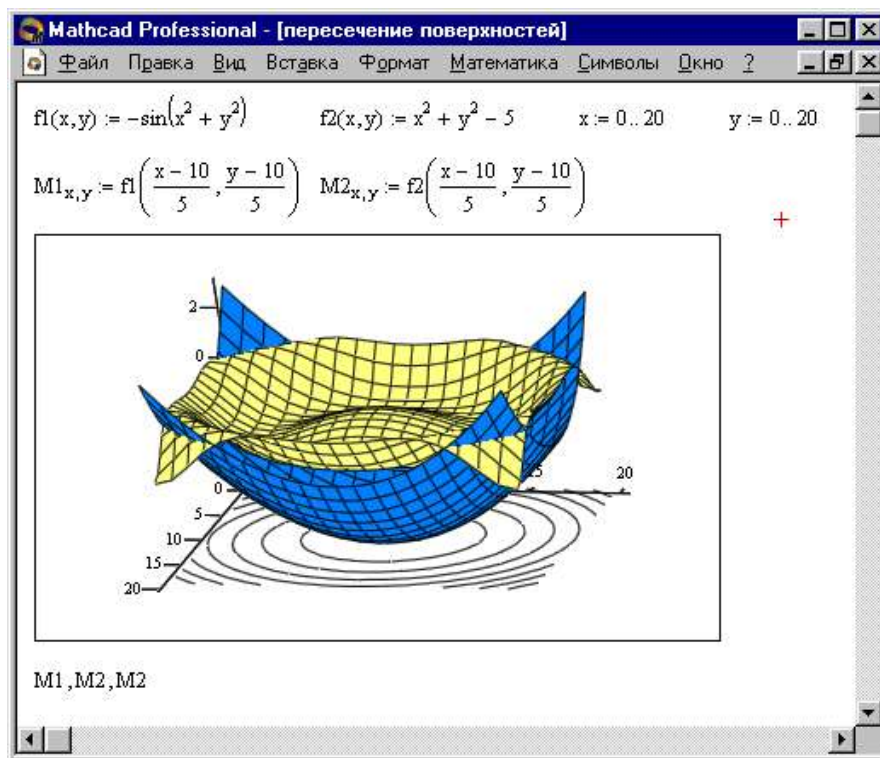 Mathcad Professional - [пересечение поверхностей]
Файл Правка Вид Вставка Формат Математика Символы Окно ?
f1(x,y) := -sin(x² + y²) f2(x,y) := x² + y² - 5 x := 0.. 20 y := 0.. 20
M1x,y := f1((x - 10)/5, (y - 10)/5) M2x,y := f2((x - 10)/5, (y - 10)/5)
2
0
15 20
0
5
10
15
20
M1,M2,M2